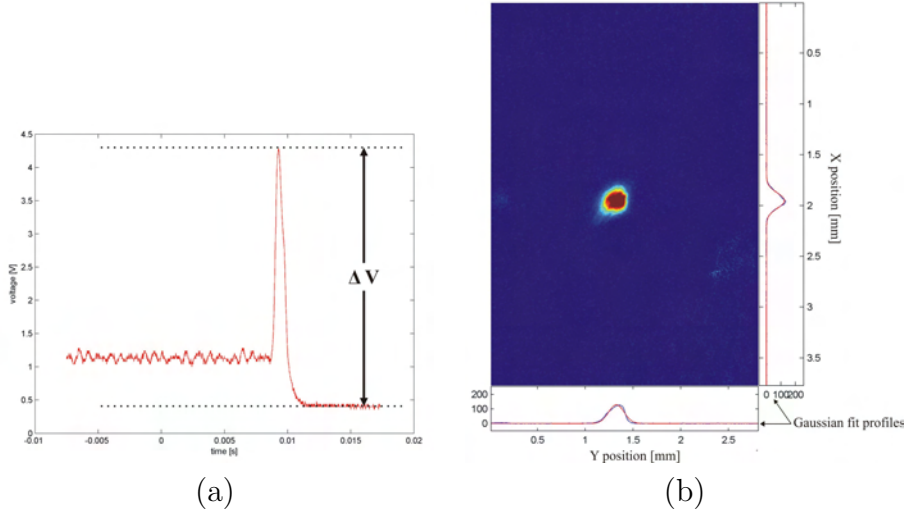 4.5
4
3.5
3
2.5
2
1.5
1
0.5
0
voltage [V]
-0.01 -0.005 0 0.005 0.01 0.015 0.02
time [s]
Δ V
(a)
0.5
1
1.5
2
2.5
3
3.5
X position [mm]
0 100 200
200
100
0
0.5 1 1.5 2 2.5
Y position [mm]
Gaussian fit profiles
(b)